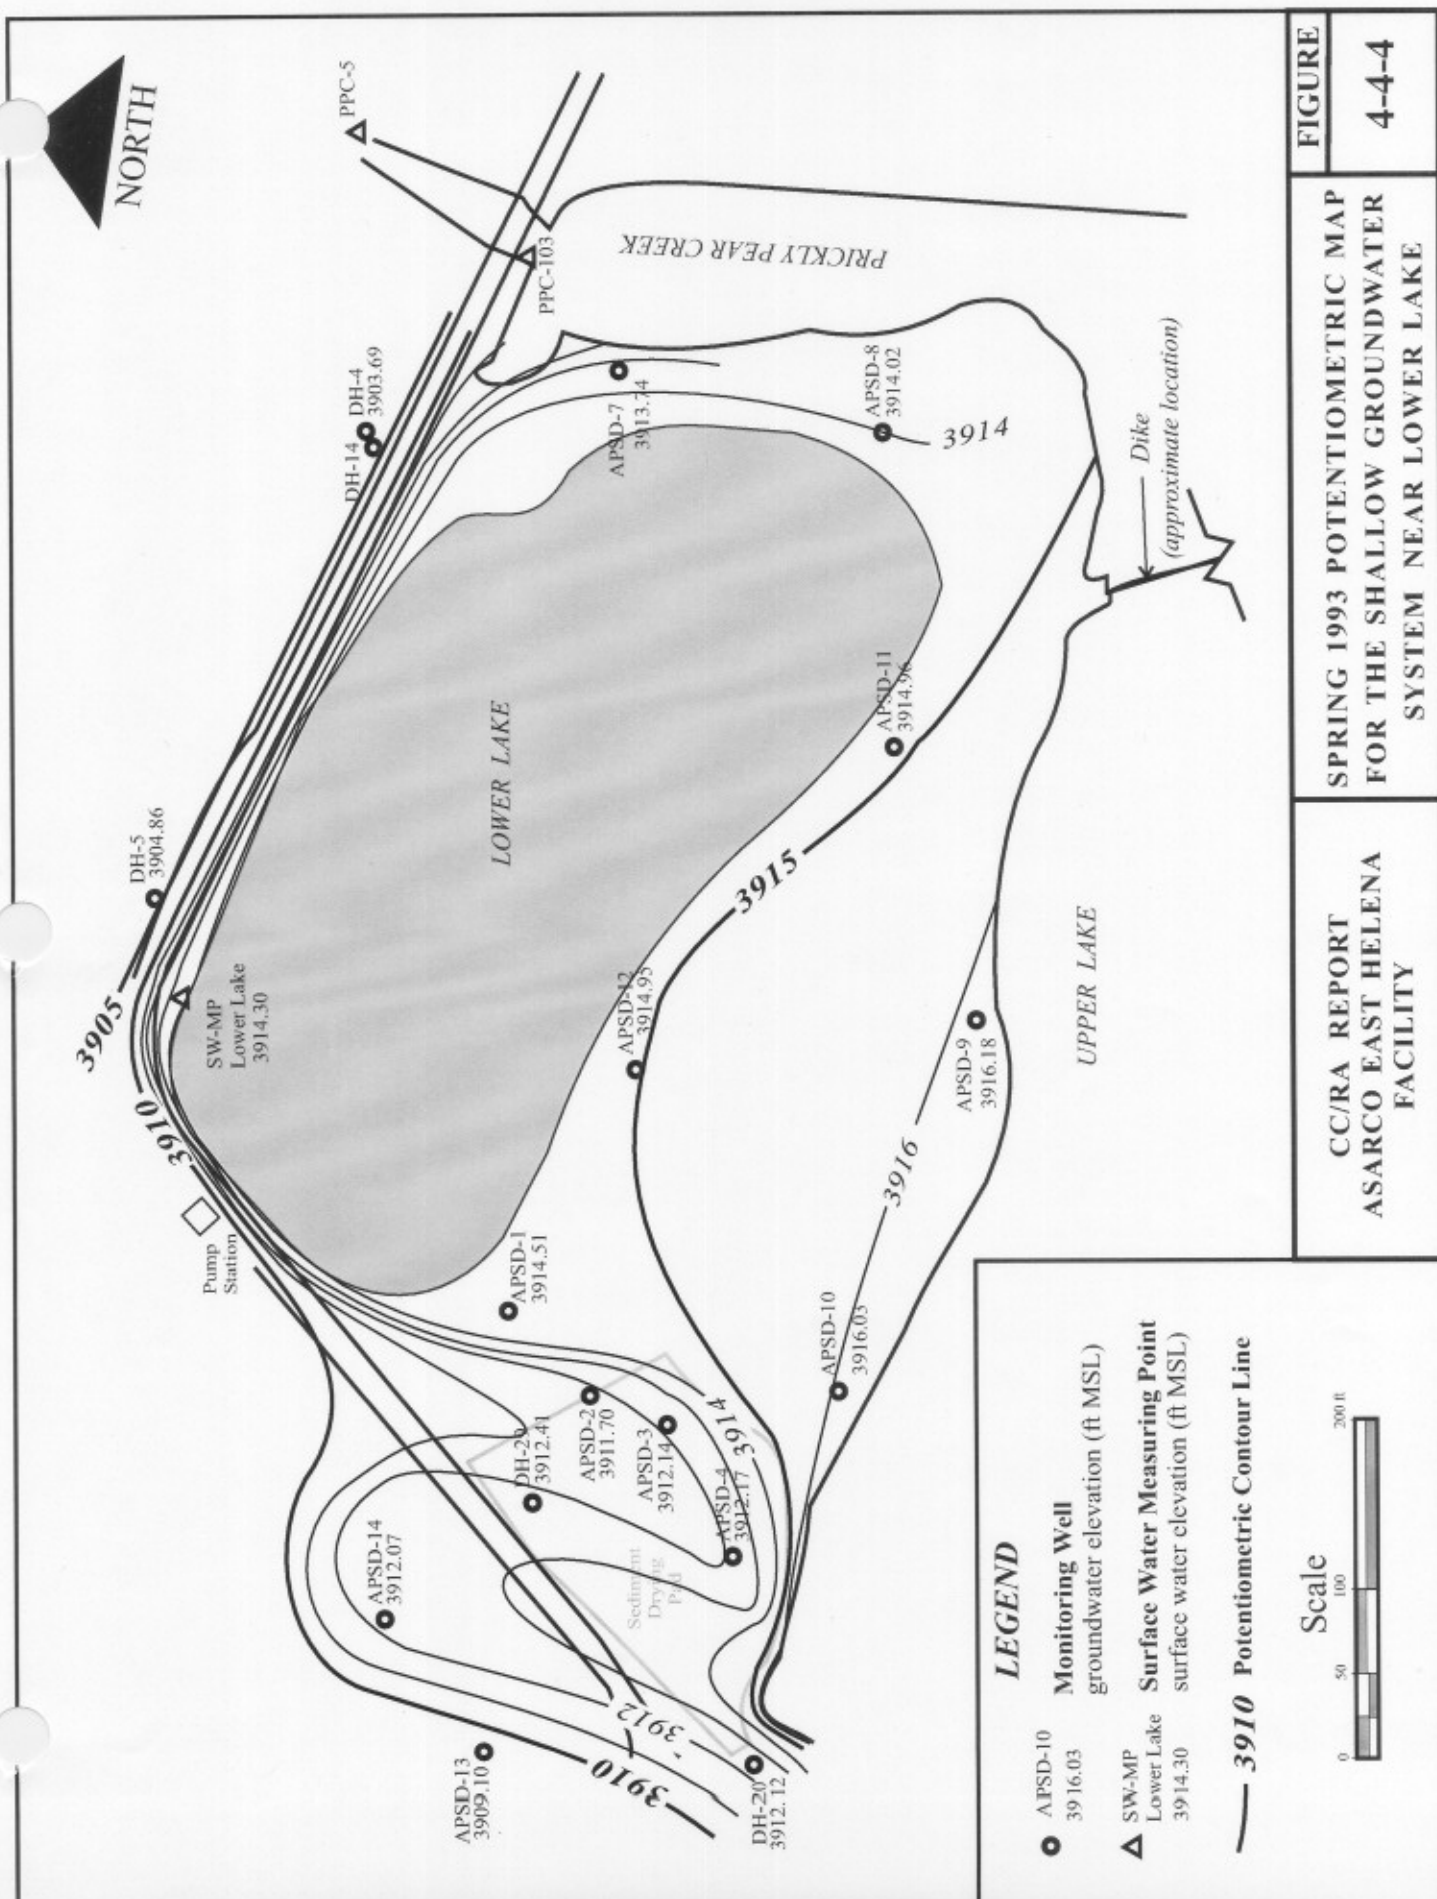 NORTH
PPC-5
PPC-103
PRICKLY PEAR CREEK
DH-4
3903.69
DH-14
APSD-7
3913.74
APSD-8
3914.02
3914
Dike
(approximate location)
DH-5
3904.86
LOWER LAKE
APSD-11
3914.96
3915
3905
SW-MP
Lower Lake
3914.30
APSD-12
3914.95
APSD-9
3916.18
UPPER LAKE
3910
3916
Pump
Station
APSD-1
3914.51
APSD-10
3916.03
APSD-14
3912.07
3912.41
APSD-2
3911.70
APSD-3
3912.14
3914
APSD-4
3912.17
Sediment
Drying
Pad
3912
3910
APSD-13
3909.10
DH-20
3912.12
LEGEND
APSD-10
3916.03
Monitoring Well
groundwater elevation (ft MSL)
SW-MP
Lower Lake
3914.30
Surface Water Measuring Point
surface water elevation (ft MSL)
3910 Potentiometric Contour Line
Scale
0 50 100 200 ft
CC/RA REPORT
ASARCO EAST HELENA
FACILITY
SPRING 1993 POTENTIOMETRIC MAP
FOR THE SHALLOW GROUNDWATER
SYSTEM NEAR LOWER LAKE
FIGURE
4-4-4